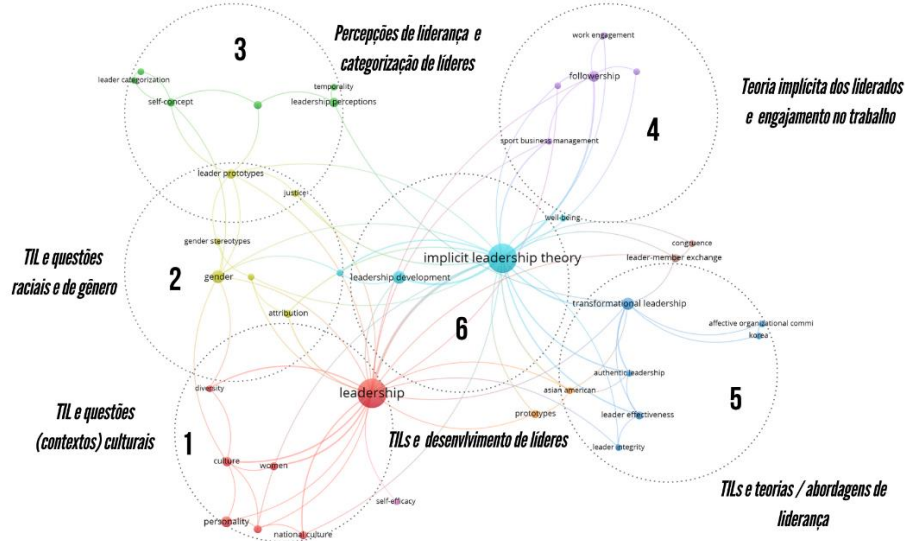 3
Percepções de liderança e
categorização de líderes
leader categorization
self-concept
temporality
leadership perceptions
work engagement
followership
sport business management
4
Teoria implícita dos liderados
e engajamento no trabalho
leader prototypes
justice
gender stereotypes
gender
attribution
2
TIL e questões
raciais e de gênero
well-being
implicit leadership theory
leadership development
6
congruence
leader-member exchange
transformational leadership
affective organizational commi
korea
authentic leadership
asian american
leader effectiveness
prototypes
leader integrity
5
TILs e teorias / abordagens de
liderança
leadership
TILs e desenvlvimento de líderes
diversity
TIL e questões
(contextos) culturais
1
culture
women
personality
national culture
self-efficacy